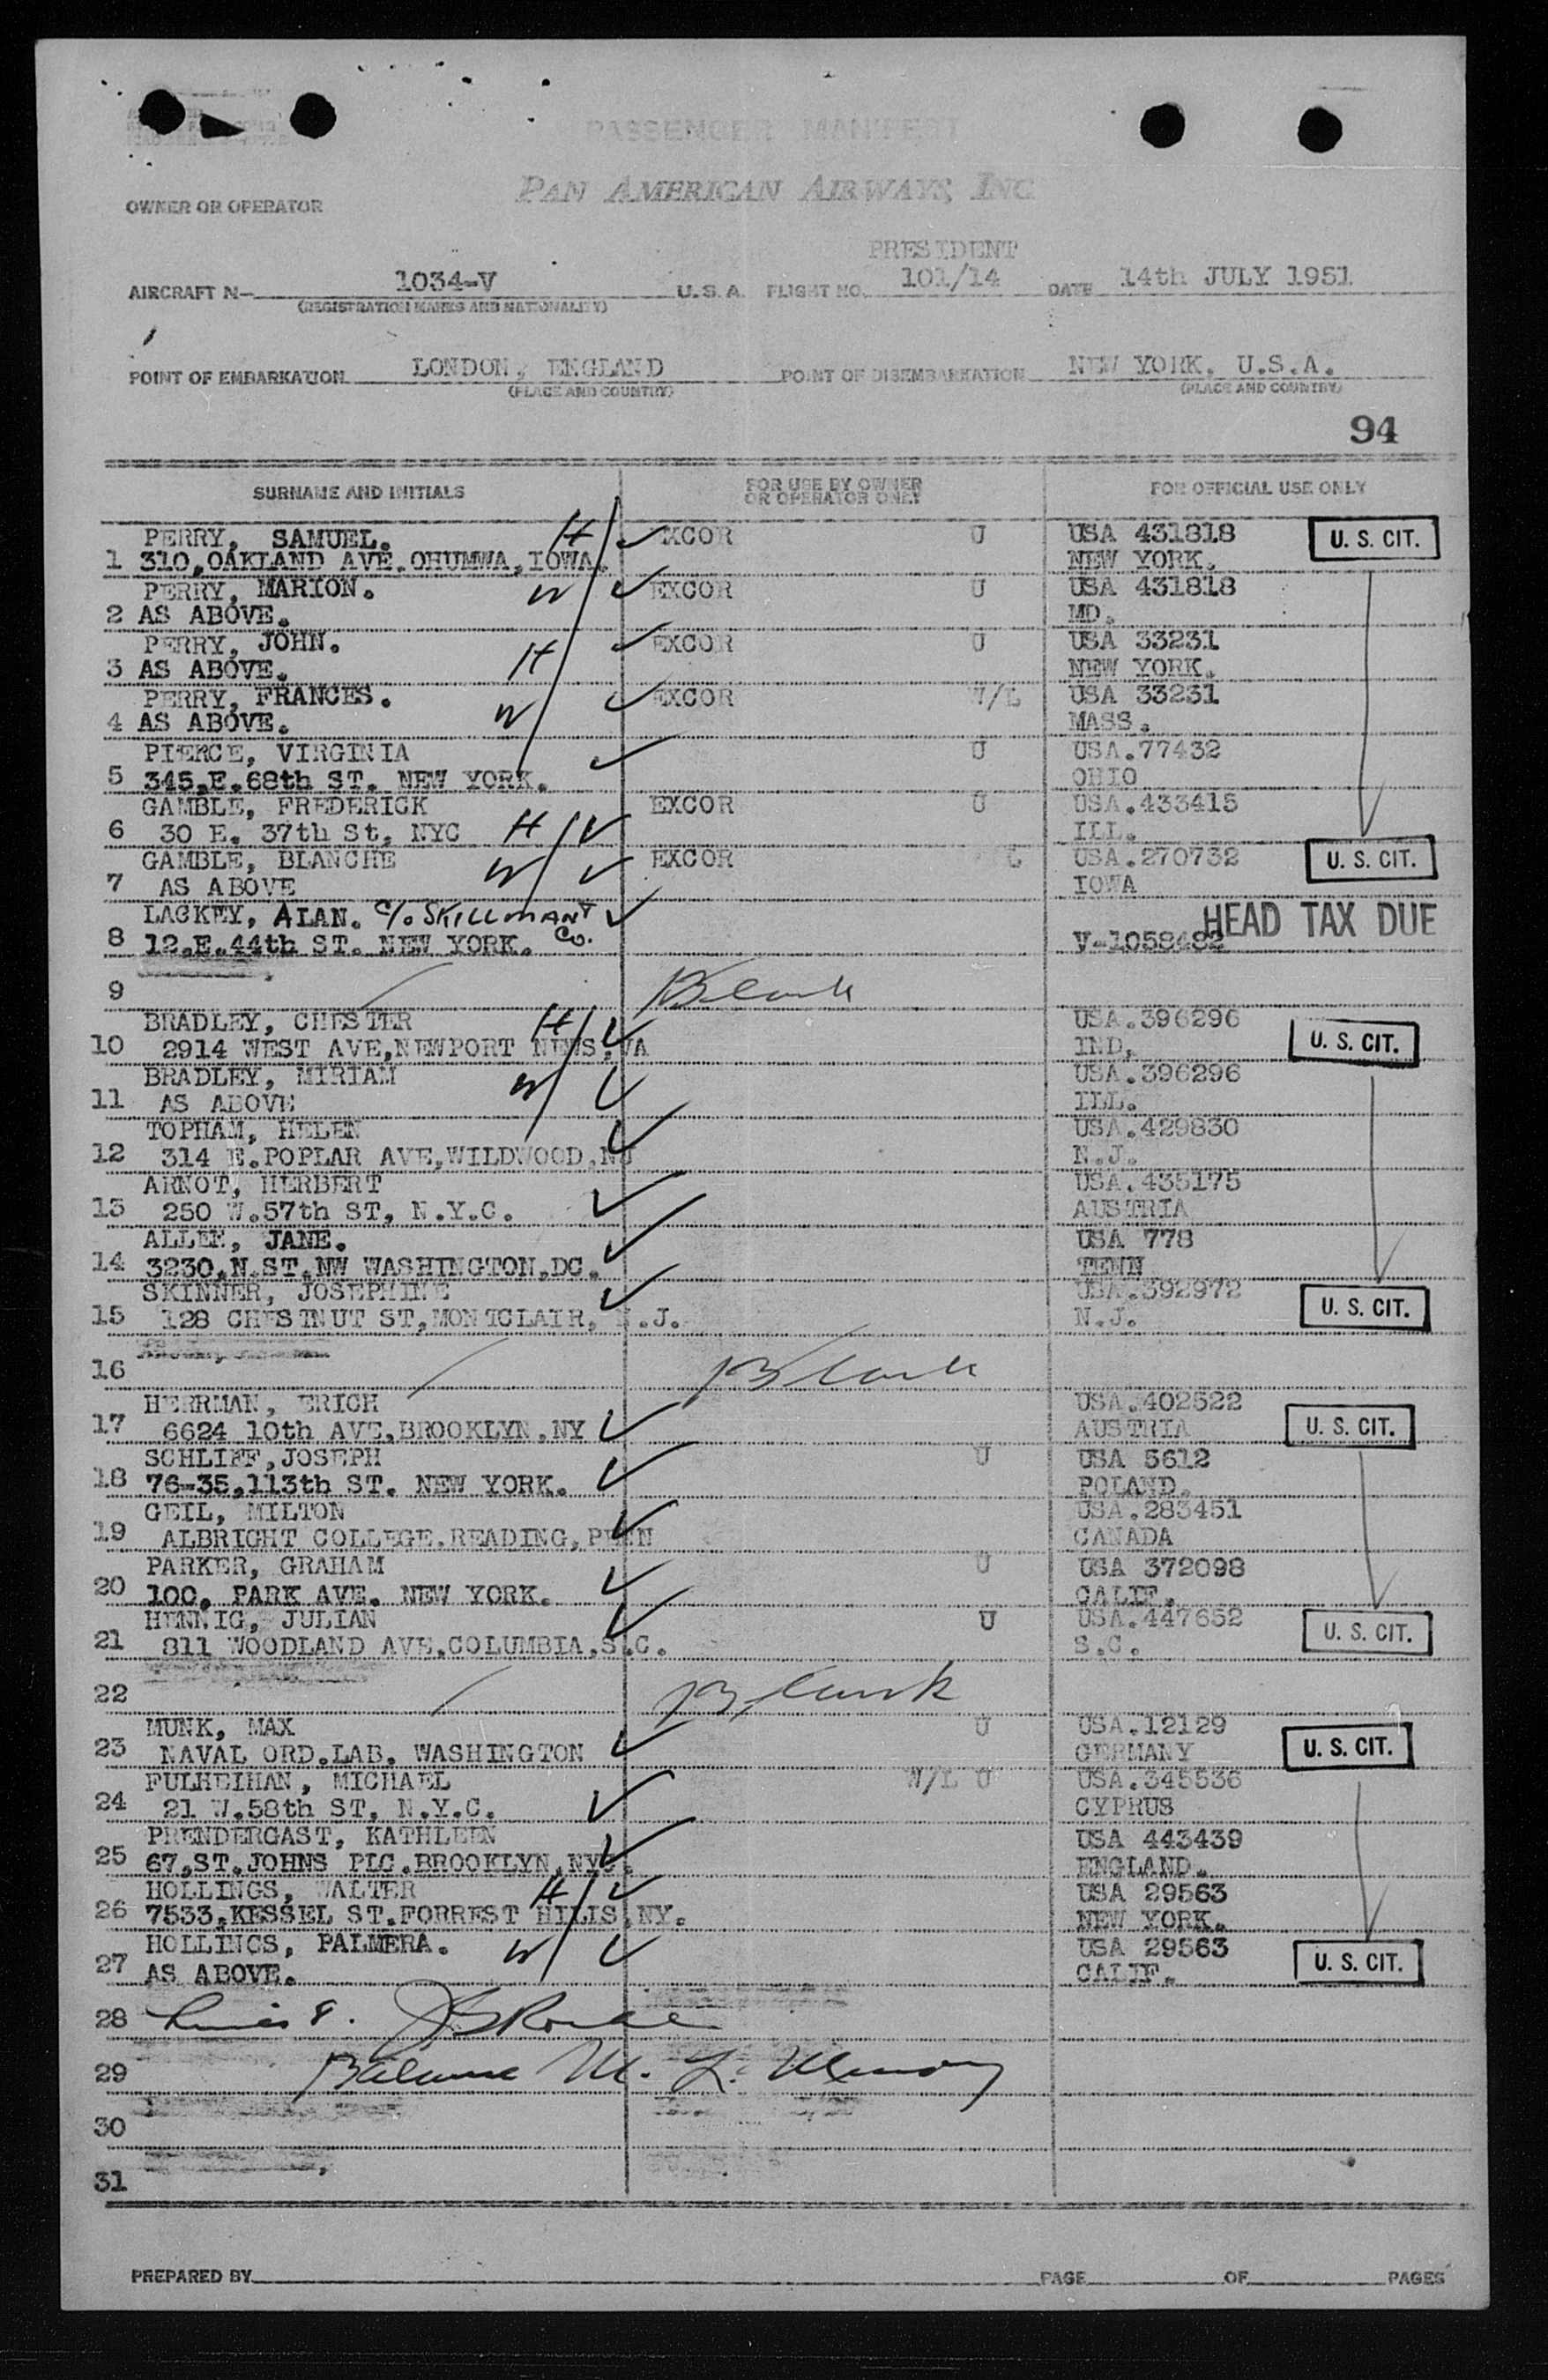 PASSENGER MANIFEST
PAN AMERICAN AIRWAYS, INC
OWNER OR OPERATOR
PRESIDENT
AIRCRAFT N- 1034-V U.S.A. FLIGHT NO. 101/14 DATE 14th JULY 1951
(REGISTRATION MARKS AND NATIONALITY)
POINT OF EMBARKATION LONDON, ENGLAND POINT OF DISEMBARKATION NEW YORK. U.S.A.
(PLACE AND COUNTRY) (PLACE AND COUNTRY)
94
SURNAME AND INITIALS FOR USE BY OWNER OR OPERATOR ONLY FOR OFFICIAL USE ONLY
PERRY, SAMUEL. H EXCOR U USA 431818 U. S. CIT.
1 310,OAKLAND AVE.OHUMWA,IOWA. NEW YORK.
PERRY, MARION. W EXCOR U USA 431818
2 AS ABOVE. MD.
PERRY, JOHN. H EXCOR U USA 33231
3 AS ABOVE. NEW YORK.
PERRY, FRANCES. W EXCOR W/L USA 33231
4 AS ABOVE. MASS.
PIERCE, VIRGINIA U USA.77432
5 345,E.68th ST. NEW YORK. OHIO
GAMBLE, FREDERICK EXCOR U USA.433415
6 30 E. 37th St, NYC H ILL.
GAMBLE, BLANCHE W EXCOR USA.270732 U. S. CIT.
7 AS ABOVE IOWA
LACKEY, ALAN. C/o SKILLMANT Co. HEAD TAX DUE
8 12.E.44th ST. NEW YORK. V-1058482
9 Blank
BRADLEY, CHESTER H USA.396296 U. S. CIT.
10 2914 WEST AVE,NEWPORT NEWS,VA IND.
BRADLEY, MIRIAM W USA.396296
11 AS ABOVE ILL.
TOPHAM, HELEN USA.429830
12 314 E.POPLAR AVE,WILDWOOD,NJ N.J.
ARNOT, HERBERT USA.435175
13 250 W.57th ST, N.Y.C. AUSTRIA
ALLEE, JANE. USA 778
14 3230,N.ST.NW WASHINGTON.DC. TENN
SKINNER, JOSEPHINE USA.392972 U. S. CIT.
15 128 CHESTNUT ST,MONTCLAIR, N.J. N.J.
16 Blank
HERRMAN, ERICH USA.402522 U. S. CIT.
17 6624 10th AVE,BROOKLYN,NY AUSTRIA
SCHLIFF,JOSEPH U USA 5612
18 76-35,113th ST. NEW YORK. POLAND.
GEIL, MILTON USA.283451
19 ALBRIGHT COLLEGE.READING,PENN CANADA
PARKER, GRAHAM U USA 372098
20 100, PARK AVE. NEW YORK. CALIF.
HENNIG, JULIAN U USA.447652 U. S. CIT.
21 811 WOODLAND AVE,COLUMBIA,S.C. S.C.
22 Blank
MUNK, MAX U USA.12129 U. S. CIT.
23 NAVAL ORD.LAB. WASHINGTON GERMANY
FULHEIHAN, MICHAEL W/L U USA.345536
24 21 W.58th ST, N.Y.C. CYPRUS
PRENDERGAST, KATHLEEN USA 443439
25 67,ST.JOHNS PLC.BROOKLYN,NYC. ENGLAND.
HOLLINGS, WALTER H USA 29563
26 7533,KESSEL ST.FORREST HILLS,NY. NEW YORK.
HOLLINGS, PALMERA. W USA 29563 U. S. CIT.
27 AS ABOVE. CALIF.
28
29 M. L.
30
31
PREPARED BY PAGE OF PAGES